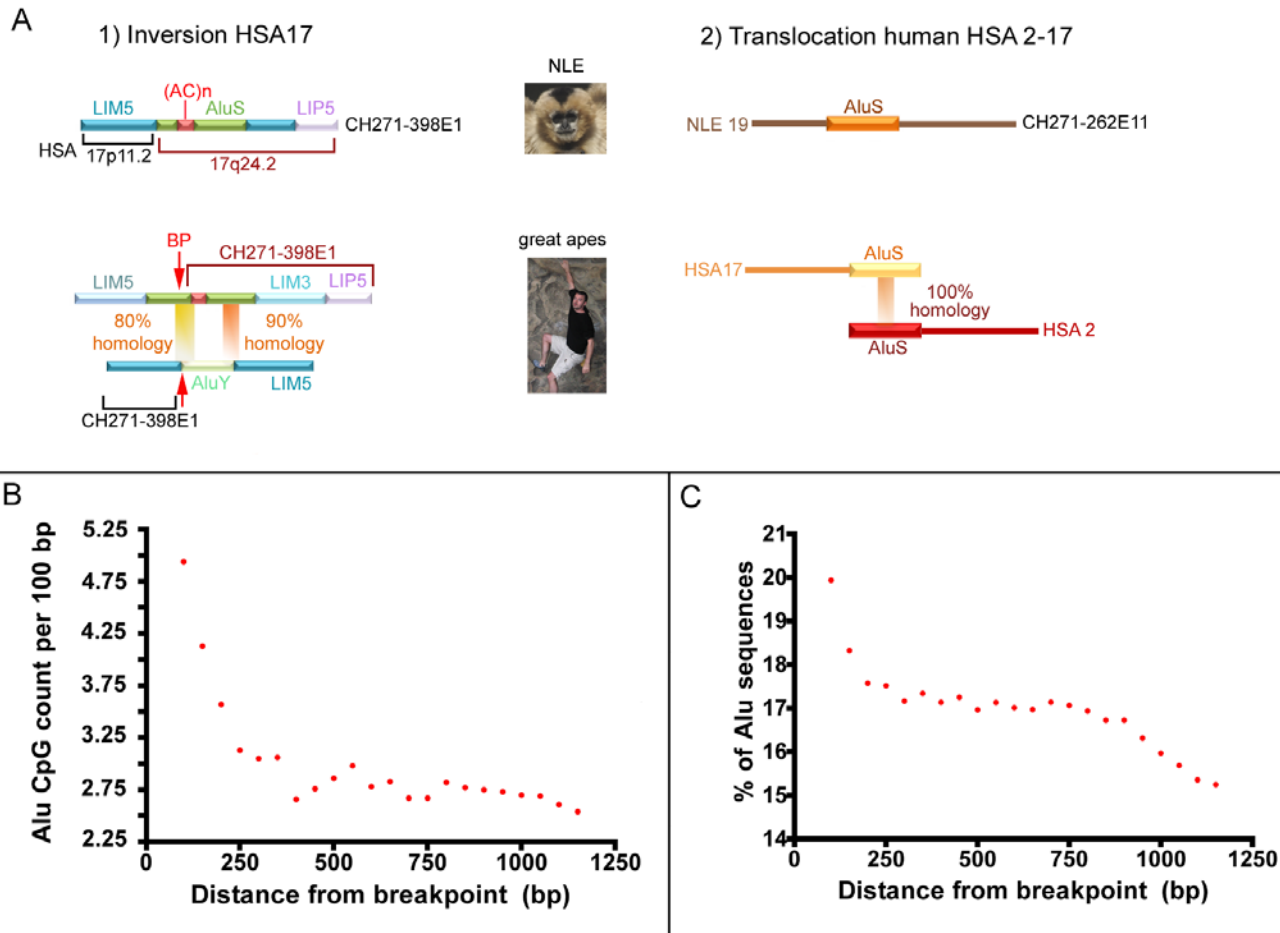 A
1) Inversion HSA17
NLE
2) Translocation human HSA 2-17
(AC)n
LIM5
AluS
LIP5
CH271-398E1
HSA
17p11.2
17q24.2
AluS
NLE 19
CH271-262E11
BP
CH271-398E1
great apes
LIM5
LIM3
LIP5
80%
homology
90%
homology
AluY
LIM5
CH271-398E1
HSA17
AluS
100%
homology
HSA 2
AluS
B
Alu CpG count per 100 bp
5.25
4.75
4.25
3.75
3.25
2.75
2.25
0
250
500
750
1000
1250
Distance from breakpoint (bp)
C
% of Alu sequences
21
20
19
18
17
16
15
14
0
250
500
750
1000
1250
Distance from breakpoint (bp)